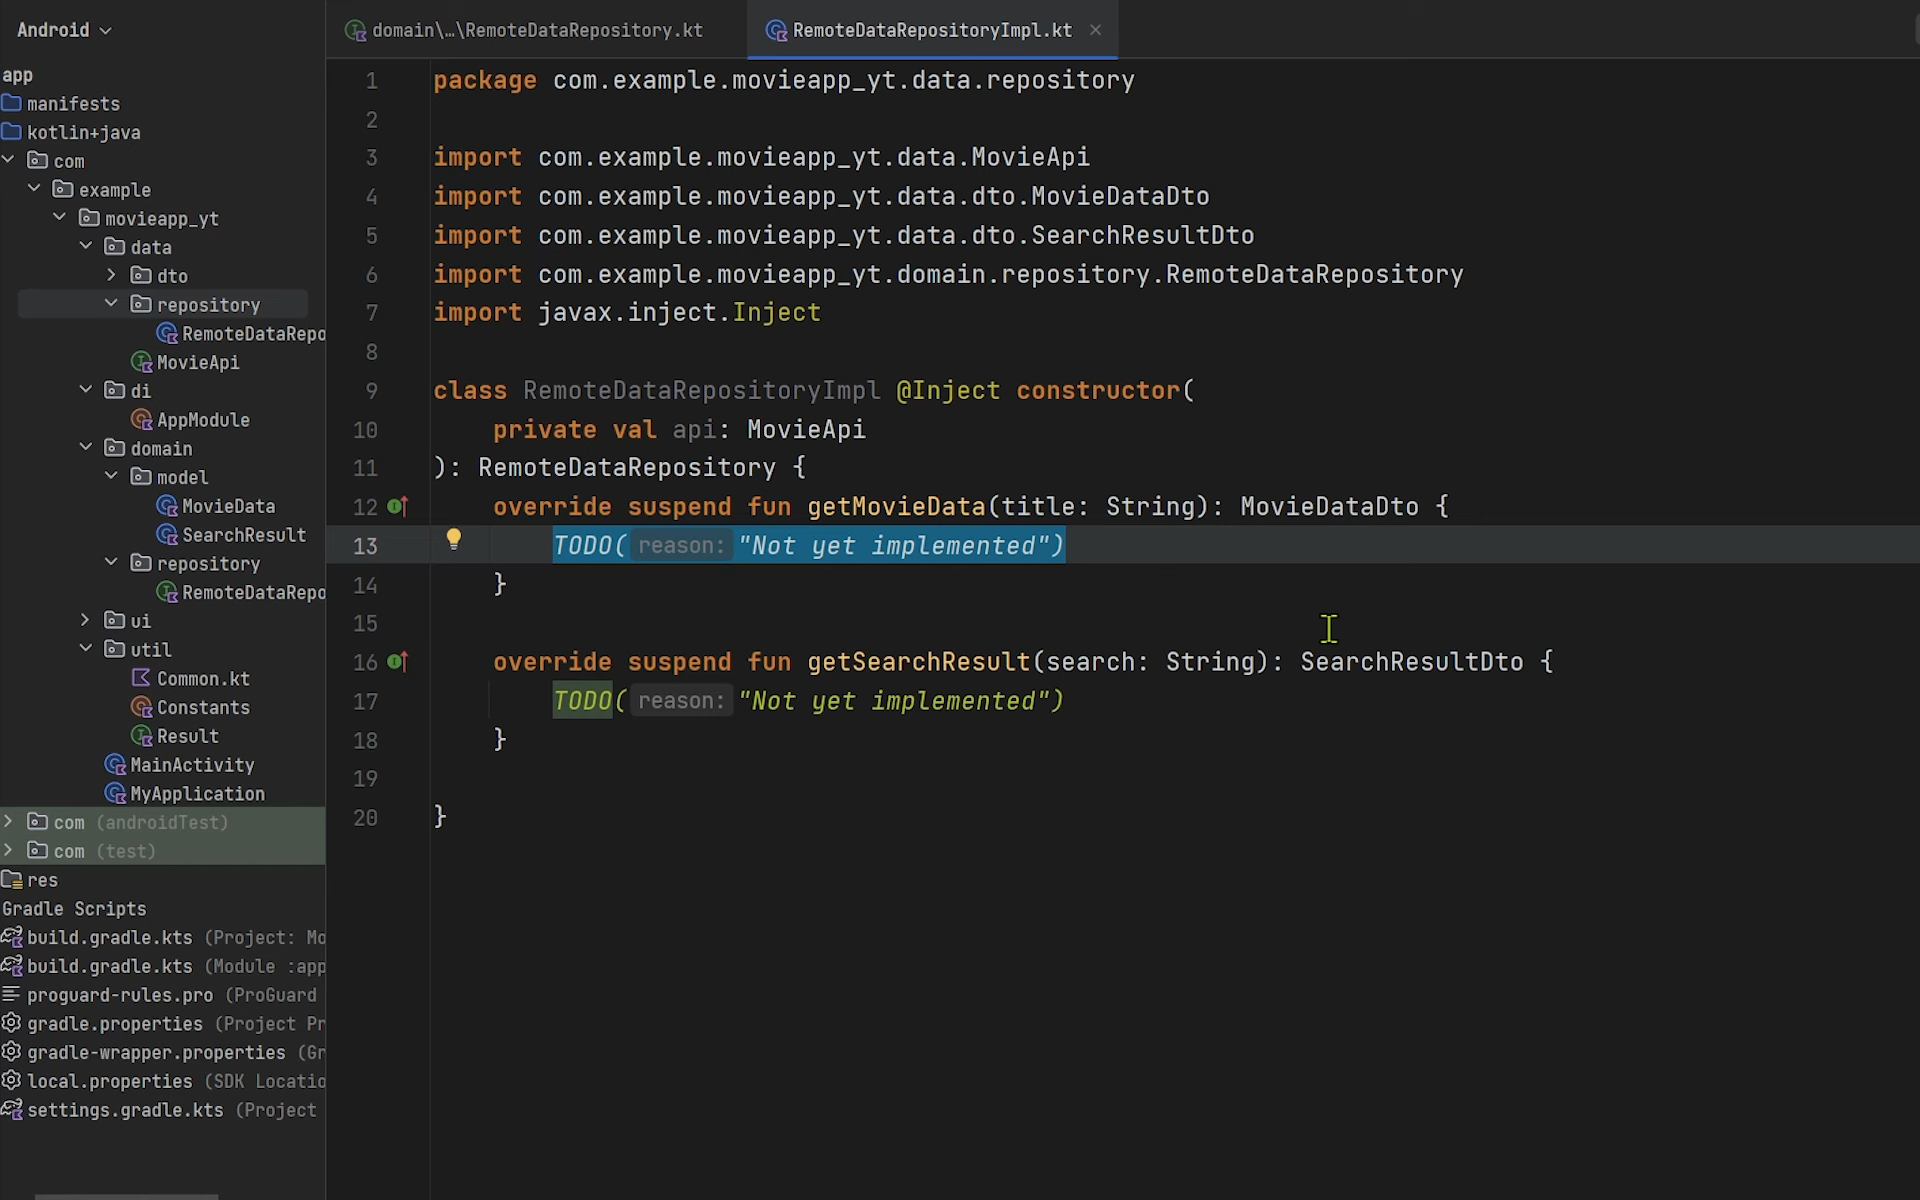 Android
app
manifests
kotlin+java
com
example
movieapp_yt
data
dto
repository
RemoteDataRepo
MovieApi
di
AppModule
domain
model
MovieData
SearchResult
repository
RemoteDataRepo
ui
util
Common.kt
Constants
Result
MainActivity
MyApplication
com (androidTest)
com (test)
res
Gradle Scripts
build.gradle.kts (Project: Mo
build.gradle.kts (Module :app
proguard-rules.pro (ProGuard
gradle.properties (Project Pr
gradle-wrapper.properties (Gr
local.properties (SDK Locatio
settings.gradle.kts (Project
domain\…\RemoteDataRepository.kt
RemoteDataRepositoryImpl.kt
1 package com.example.movieapp_yt.data.repository
2
3 import com.example.movieapp_yt.data.MovieApi
4 import com.example.movieapp_yt.data.dto.MovieDataDto
5 import com.example.movieapp_yt.data.dto.SearchResultDto
6 import com.example.movieapp_yt.domain.repository.RemoteDataRepository
7 import javax.inject.Inject
8
9 class RemoteDataRepositoryImpl @Inject constructor(
10 private val api: MovieApi
11 ): RemoteDataRepository {
12 override suspend fun getMovieData(title: String): MovieDataDto {
13 TODO( reason: "Not yet implemented")
14 }
15
16 override suspend fun getSearchResult(search: String): SearchResultDto {
17 TODO( reason: "Not yet implemented")
18 }
19
20 }